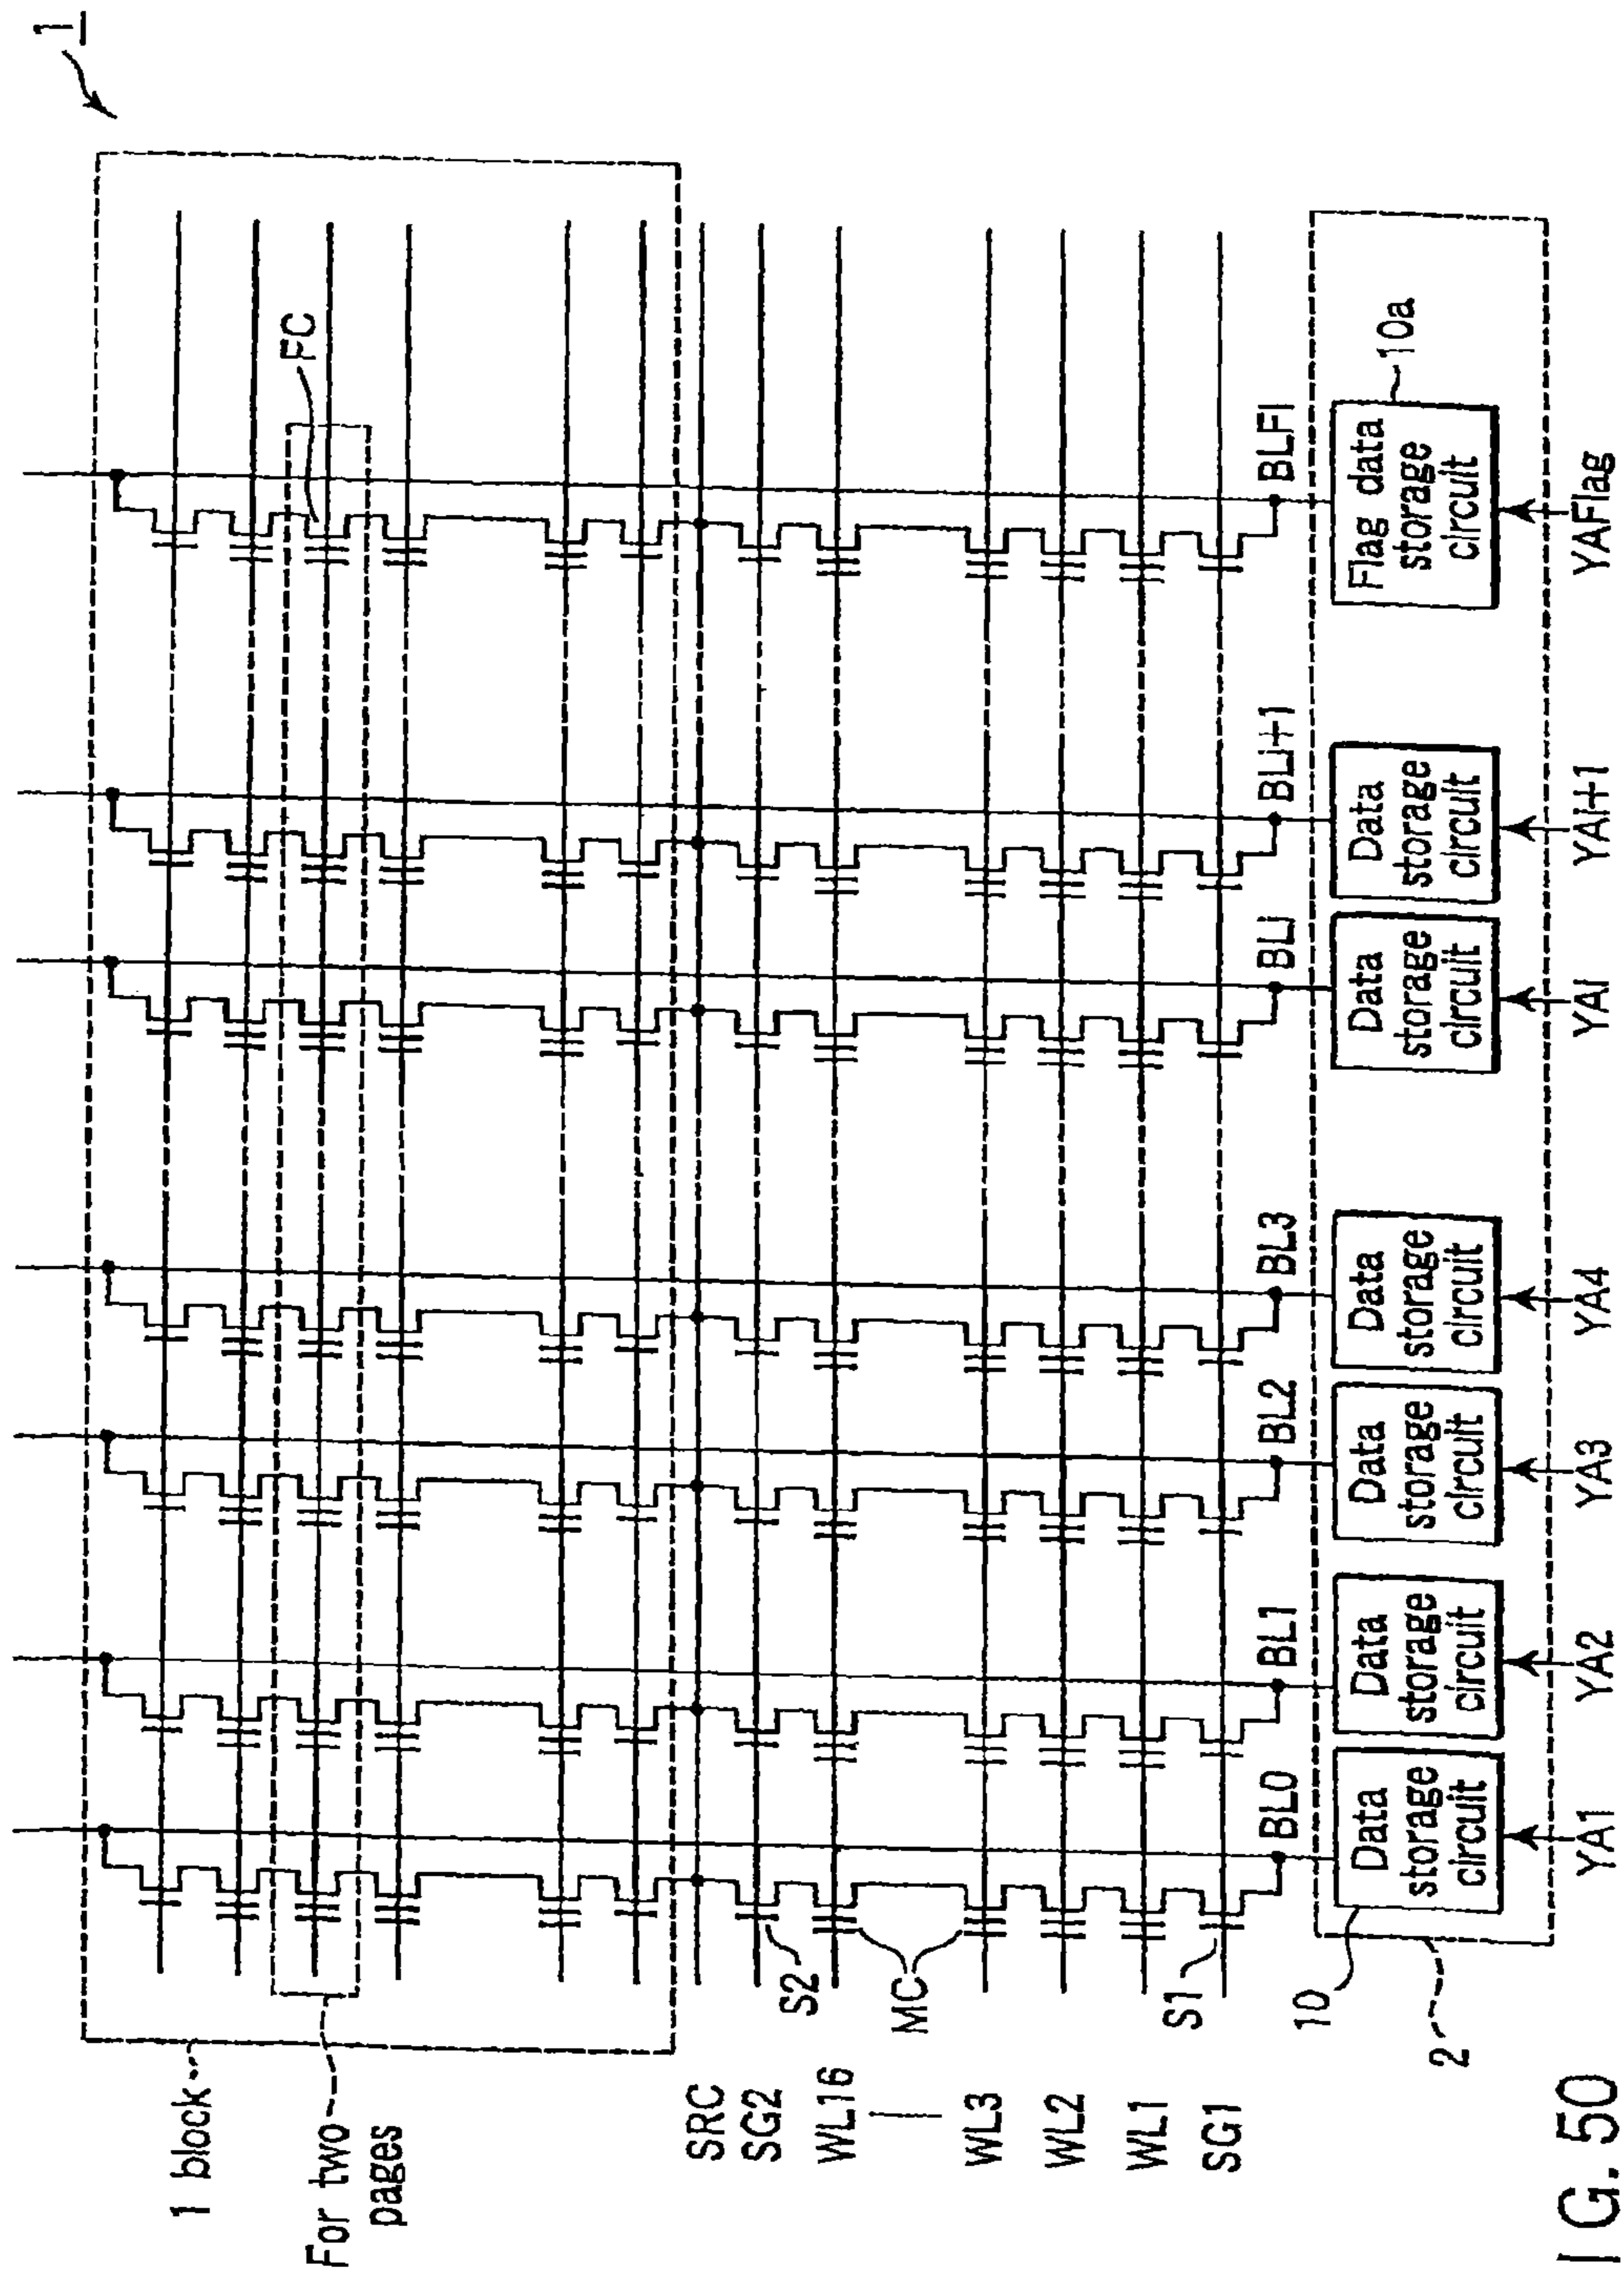 1
1 block
For two
pages
FC
SRC
SG2
S2
WL16
MC
WL3
WL2
WL1
S1
SG1
BL0
BL1
BL2
BL3
BLi
BLi+1
BLFl
10
Data
storage
circuit
Data
storage
circuit
Data
storage
circuit
Data
storage
circuit
Data
storage
circuit
Data
storage
circuit
Flag data
storage
circuit
10a
2
YA1
YA2
YA3
YA4
YAi
YAi+1
YAFlag
I G. 50